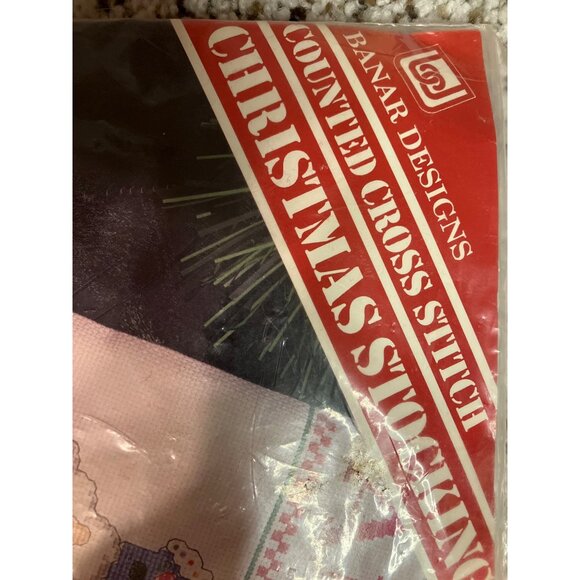 BANAR DESIGNS
COUNTED CROSS STITCH
CHRISTMAS STOCKING